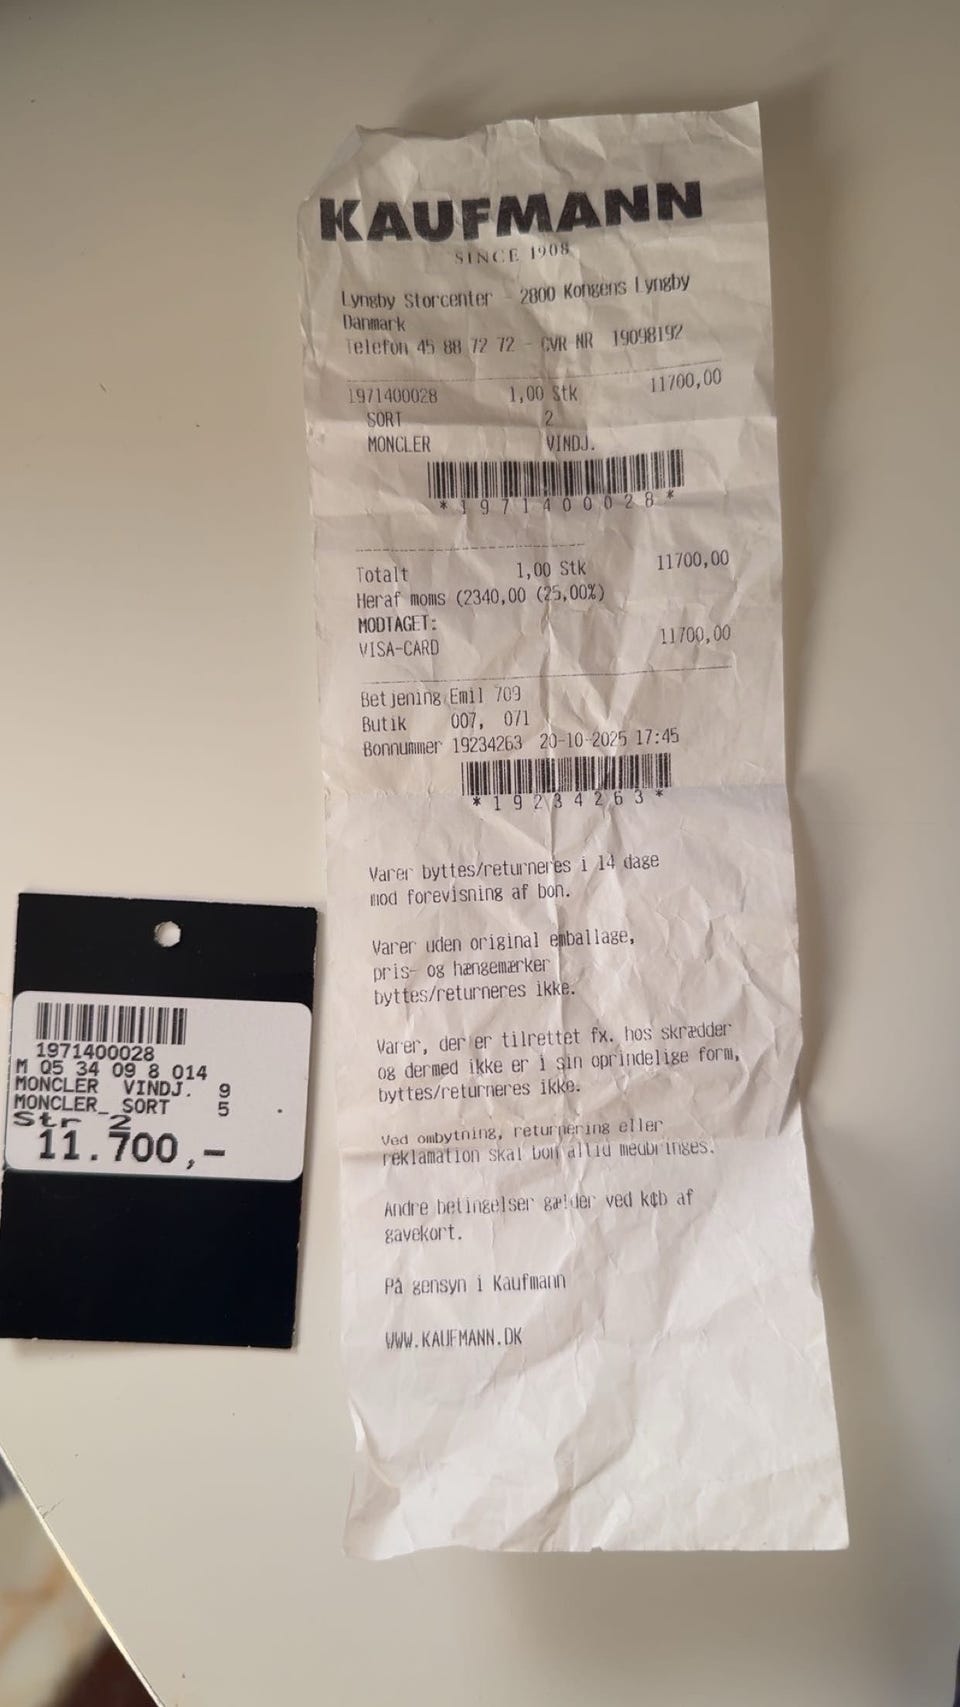 KAUFMANN
SINCE 1908
Lyngby Storcenter - 2800 Kongens Lyngby
Danmark
Telefon 45 88 72 72 - CVR-NR 19098192
1971400028 1,00 Stk 11700,00
SORT 2
MONCLER VINDJ.
*1971400028*
Totalt 1,00 Stk 11700,00
Heraf moms (2340,00 (25,00%)
MODTAGET:
VISA-CARD 11700,00
Betjening Emil 709
Butik 007, 071
Bonnummer 19234263 20-10-2025 17:45
*19234263*
Varer byttes/returneres i 14 dage
mod forevisning af bon.
Varer uden original emballage,
pris- og hængemærker
byttes/returneres ikke.
Varer, der er tilrettet fx. hos skrædder
og dermed ikke er i sin oprindelige form,
byttes/returneres ikke.
Ved ombytning, returnering eller
reklamation skal bon altid medbringes.
Andre betingelser gælder ved k¢b af
gavekort.
På gensyn i Kaufmann
WWW.KAUFMANN.DK
1971400028
M Q5 34 09 8 014
MONCLER VINDJ. 9
MONCLER_ SORT 5
Str 2
11.700,-